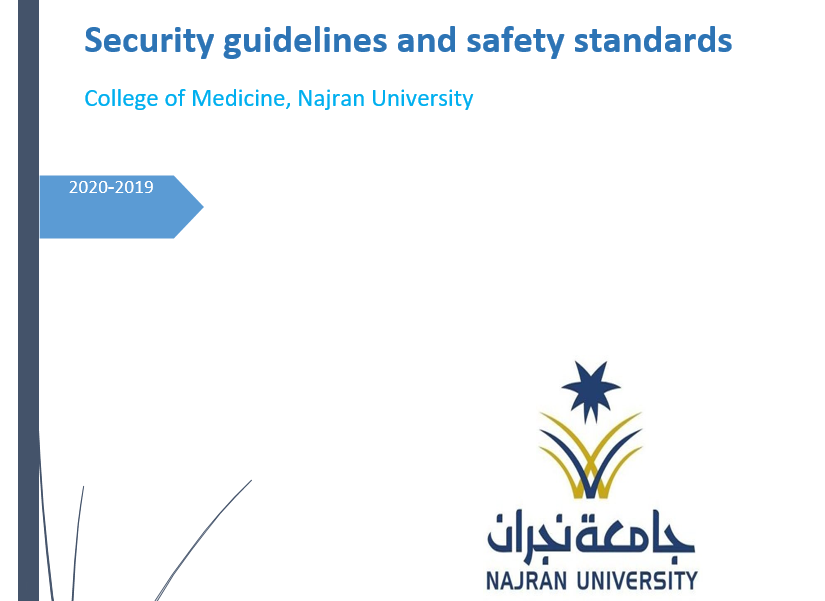 Security guidelines and safety standards
College of Medicine, Najran University
2020-2019
جامعة نجران
NAJRAN UNIVERSITY